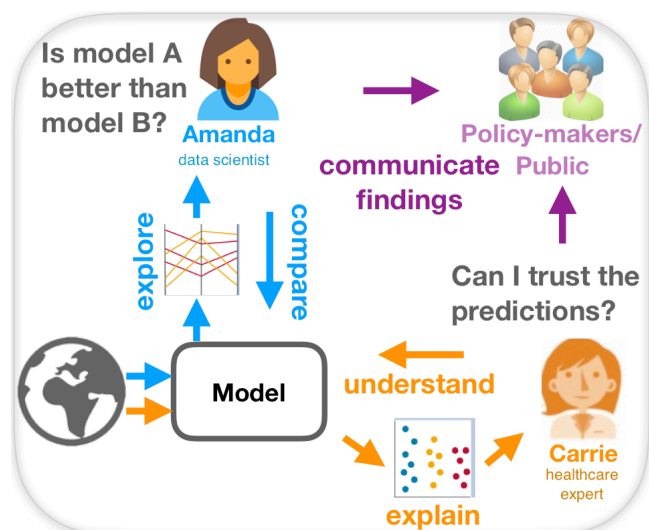 Is model A
better than
model B?
Amanda
data scientist
Policy-makers/
Public
communicate
findings
explore
compare
Can I trust the
predictions?
Model
understand
explain
Carrie
healthcare
expert